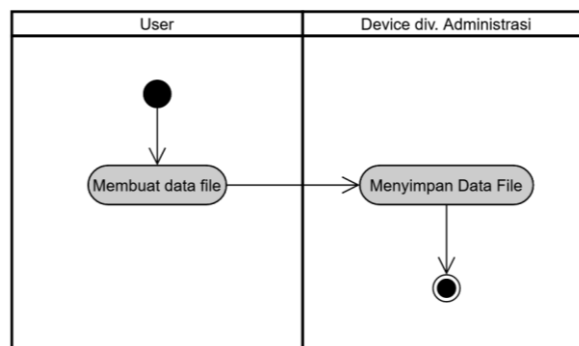 User
Device div. Administrasi
Membuat data file
Menyimpan Data File